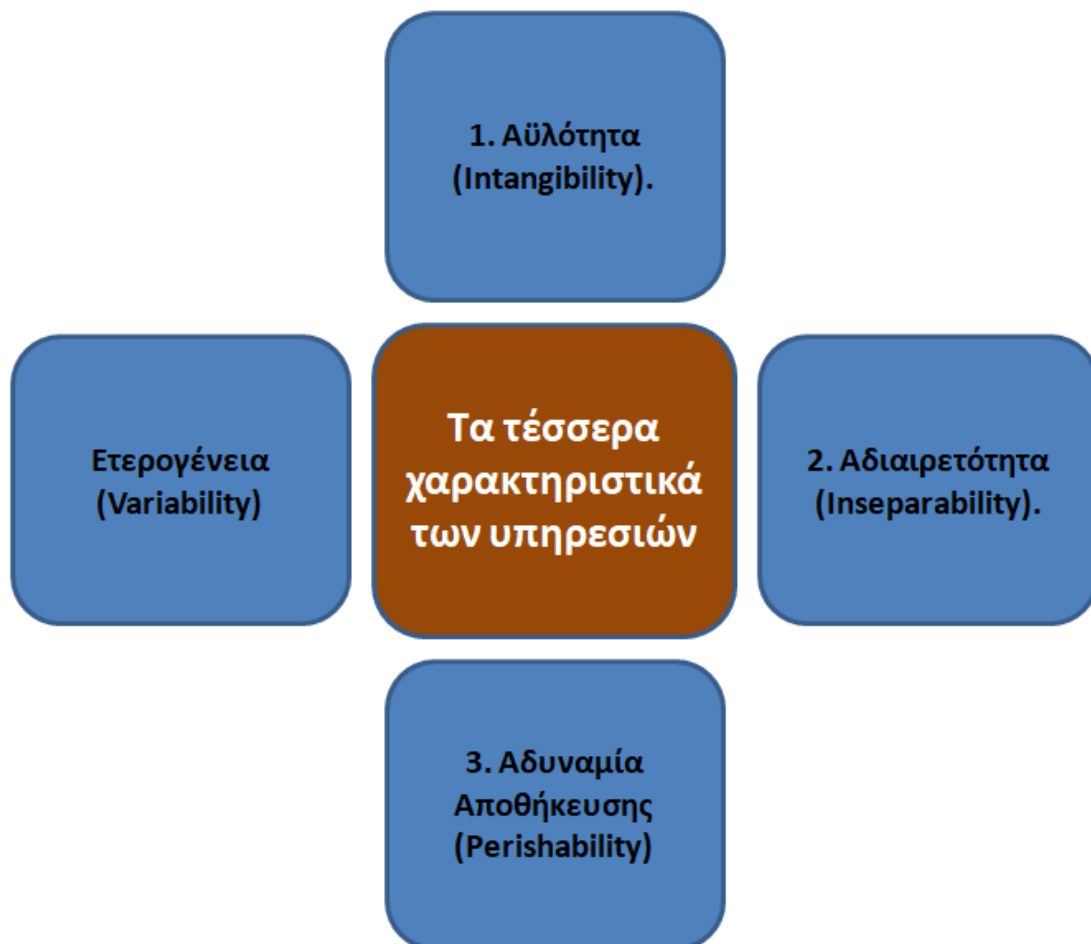 1. Αϋλότητα
(Intangibility).
Ετερογένεια
(Variability)
Τα τέσσερα
χαρακτηριστικά
των υπηρεσιών
2. Αδιαιρετότητα
(Inseparability).
3. Αδυναμία
Αποθήκευσης
(Perishability)